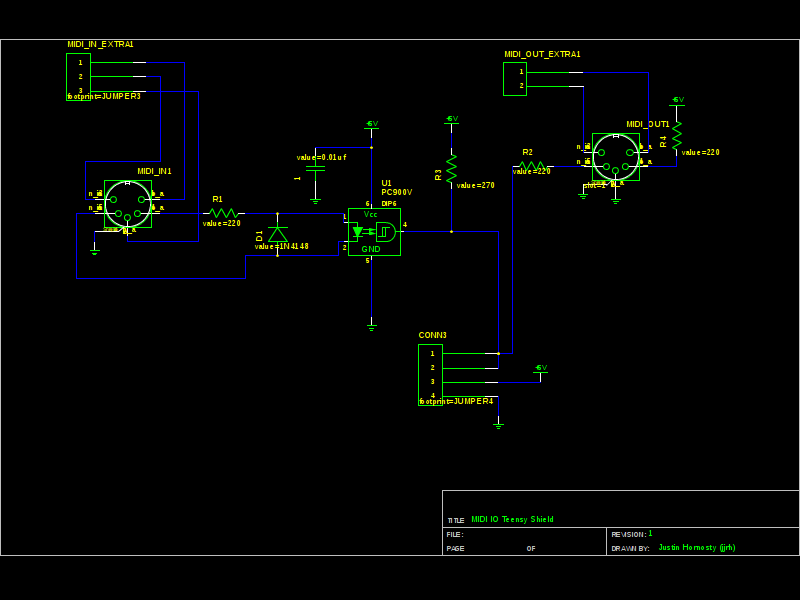 MIDI_IN_EXTRA1
1
2
3
footprint=JUMPER3
MIDI_OUT_EXTRA1
1
2
+5V
MIDI_OUT1
R4
value=220
+5V
+5V
value=0.01uf
1
R2
value=220
R3
value=270
MIDI_IN1
U1
PC900V
6
DIP6
Vcc
1
2
4
GND
5
R1
value=220
D1
value=1N4148
slot=1
CONN3
1
2
3
4
+5V
footprint=JUMPER4
TITLE
MIDI IO Teensy Shield
FILE:
REVISION: 1
PAGE
OF
DRAWN BY:
Justin Hornosty (jjrh)